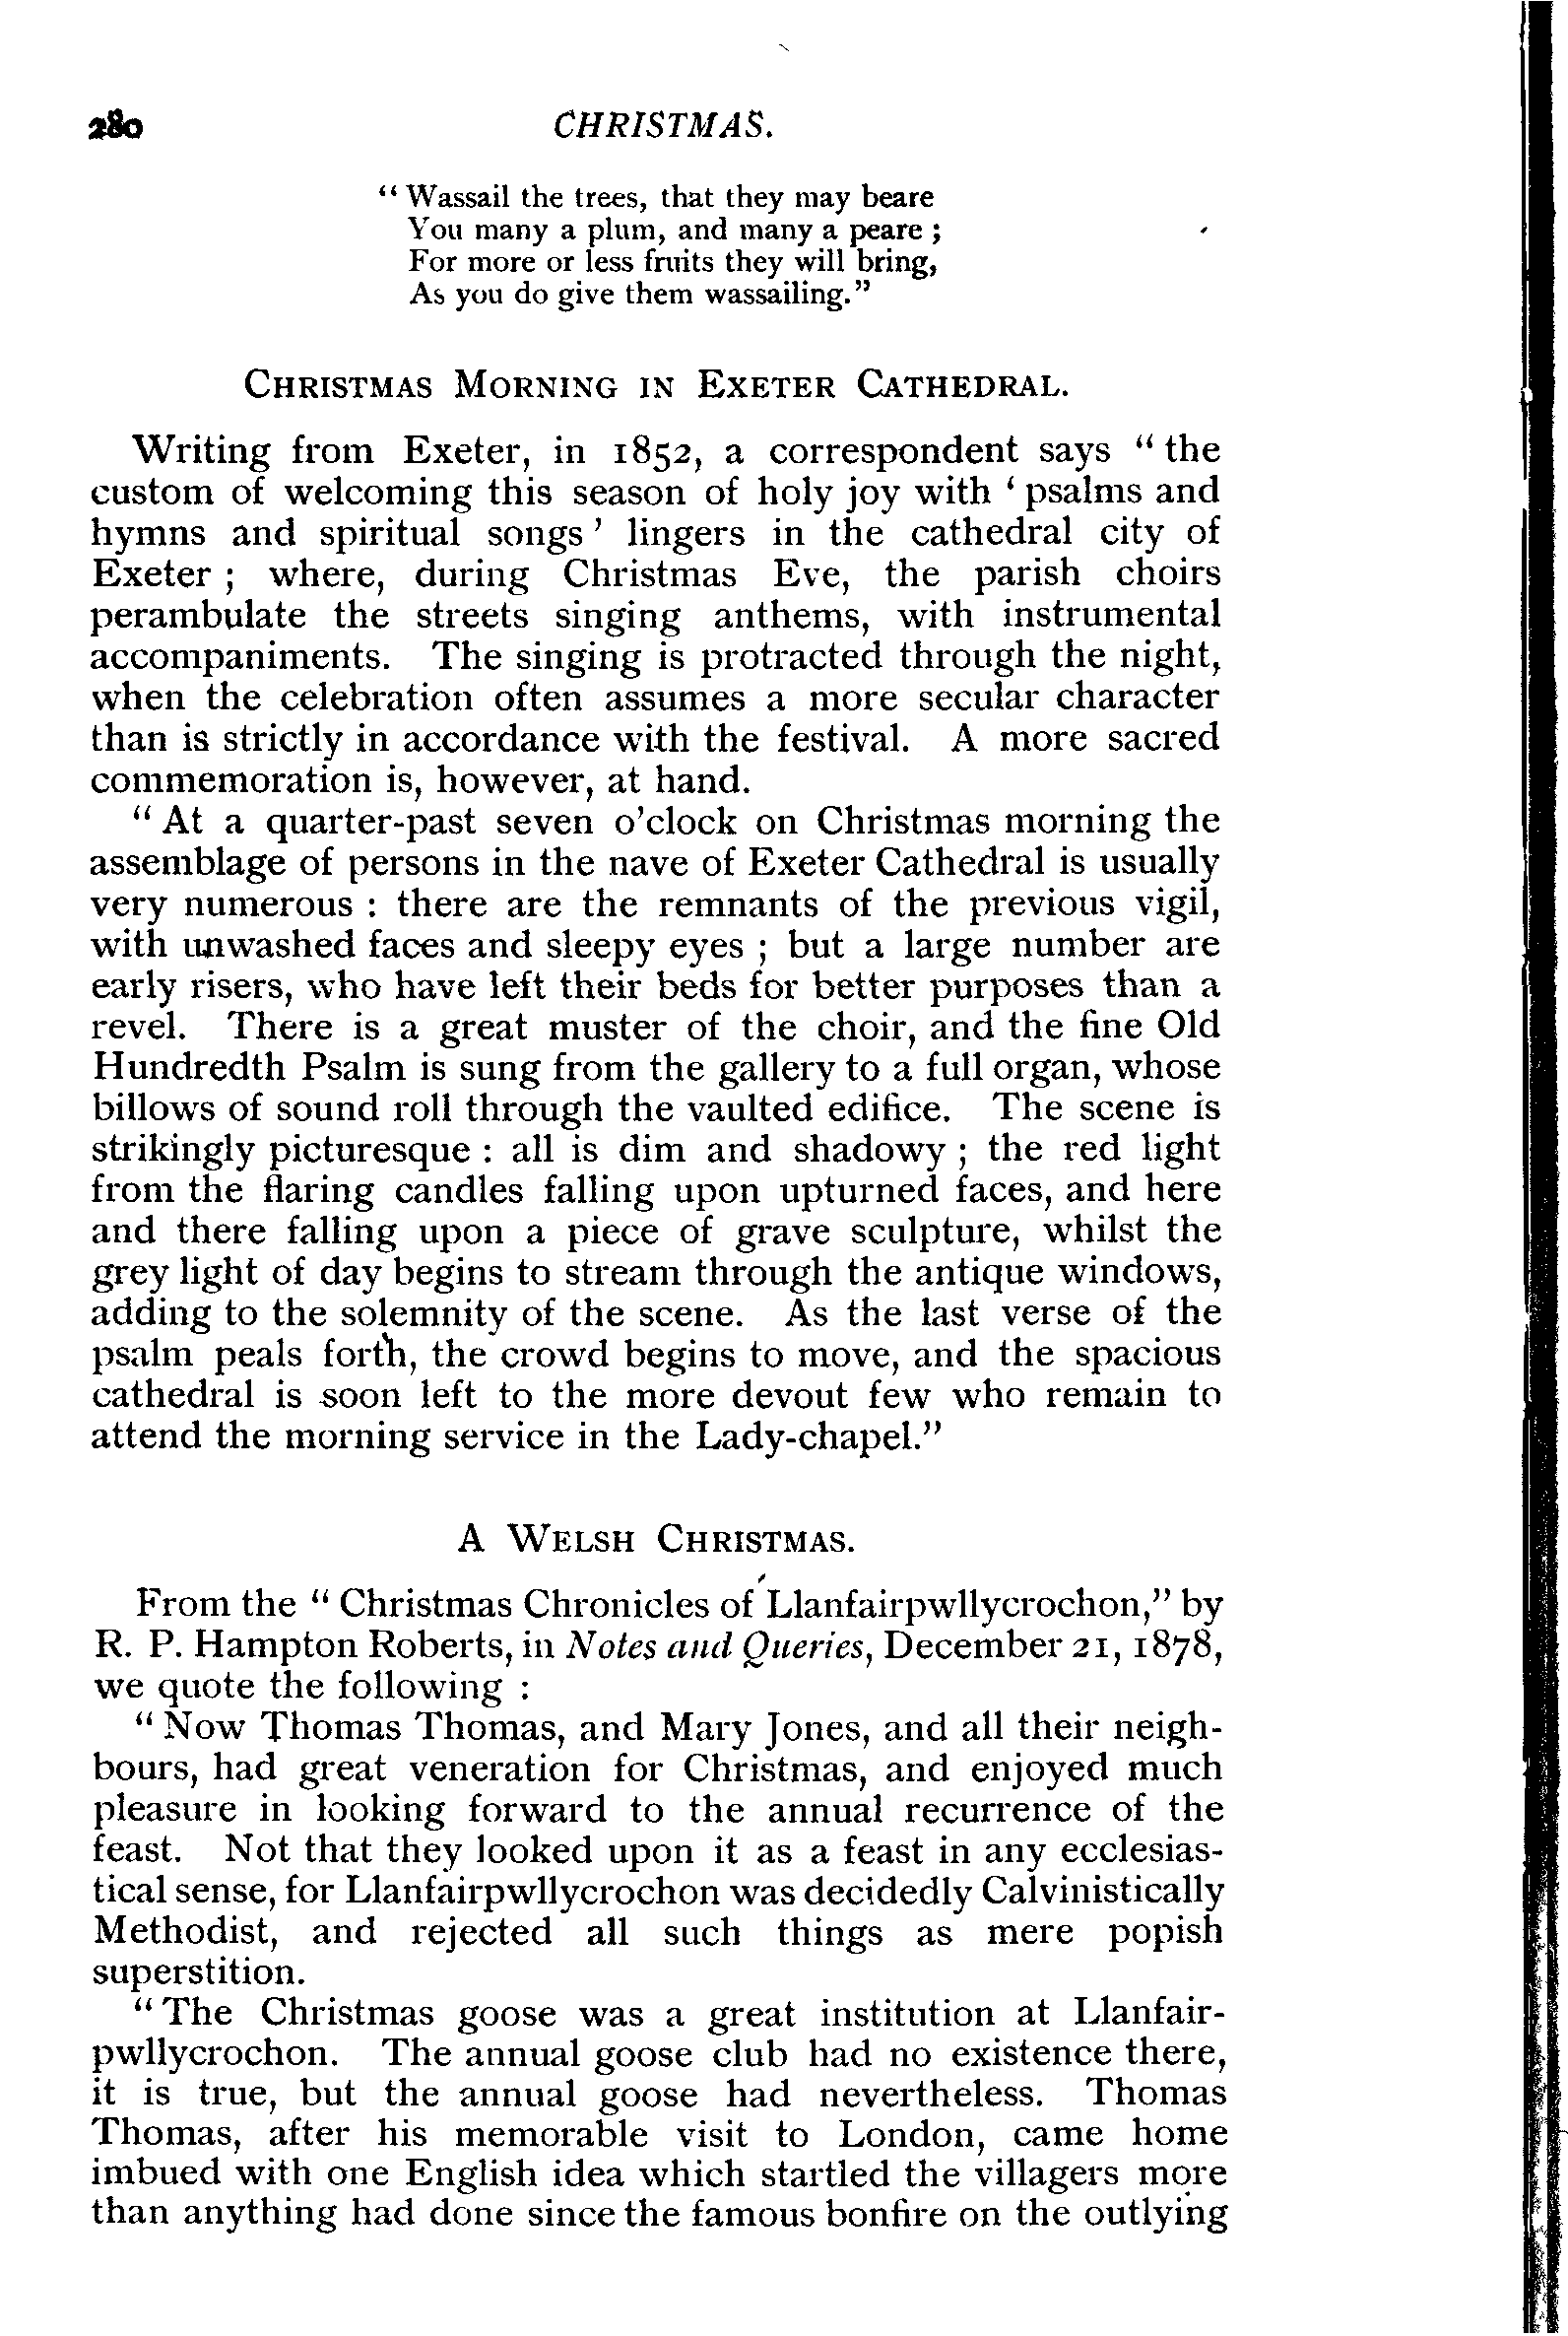 280 CHRISTMAS.
“ Wassail the trees, that they may beare
You many a plum, and many a peare ;
For more or less fruits they will bring,
As you do give them wassailing.”
CHRISTMAS MORNING IN EXETER CATHEDRAL.
Writing from Exeter, in 1852, a correspondent says “ the
custom of welcoming this season of holy joy with ‘ psalms and
hymns and spiritual songs ’ lingers in the cathedral city of
Exeter ; where, during Christmas Eve, the parish choirs
perambulate the streets singing anthems, with instrumental
accompaniments. The singing is protracted through the night,
when the celebration often assumes a more secular character
than is strictly in accordance with the festival. A more sacred
commemoration is, however, at hand.
“ At a quarter-past seven o’clock on Christmas morning the
assemblage of persons in the nave of Exeter Cathedral is usually
very numerous : there are the remnants of the previous vigil,
with unwashed faces and sleepy eyes ; but a large number are
early risers, who have left their beds for better purposes than a
revel. There is a great muster of the choir, and the fine Old
Hundredth Psalm is sung from the gallery to a full organ, whose
billows of sound roll through the vaulted edifice. The scene is
strikingly picturesque : all is dim and shadowy ; the red light
from the flaring candles falling upon upturned faces, and here
and there falling upon a piece of grave sculpture, whilst the
grey light of day begins to stream through the antique windows,
adding to the solemnity of the scene. As the last verse of the
psalm peals forth, the crowd begins to move, and the spacious
cathedral is soon left to the more devout few who remain to
attend the morning service in the Lady-chapel.”
A WELSH CHRISTMAS.
From the “ Christmas Chronicles of Llanfairpwllycrochon,” by
R. P. Hampton Roberts, in Notes and Queries, December 21, 1878,
we quote the following :
“ Now Thomas Thomas, and Mary Jones, and all their neigh-
bours, had great veneration for Christmas, and enjoyed much
pleasure in looking forward to the annual recurrence of the
feast. Not that they looked upon it as a feast in any ecclesias-
tical sense, for Llanfairpwllycrochon was decidedly Calvinistically
Methodist, and rejected all such things as mere popish
superstition.
“ The Christmas goose was a great institution at Llanfair-
pwllycrochon. The annual goose club had no existence there,
it is true, but the annual goose had nevertheless. Thomas
Thomas, after his memorable visit to London, came home
imbued with one English idea which startled the villagers more
than anything had done since the famous bonfire on the outlying